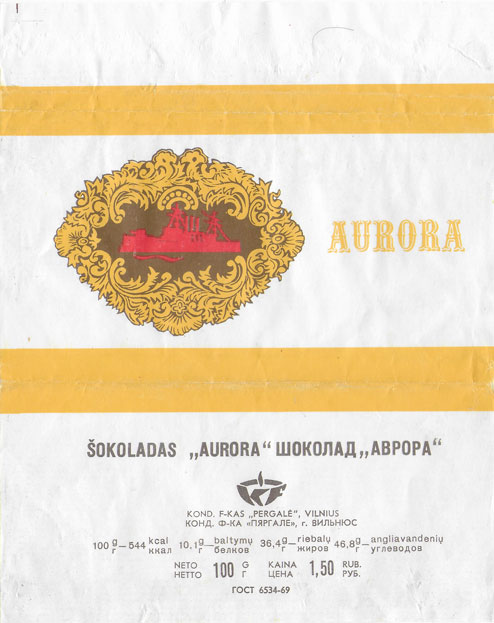 AURORA
ŠOKOLADAS „AURORA“ ШОКОЛАД „АВРОРА“
KOND. F-KAS „PERGALĖ“, VILNIUS
КОНД. Ф-КА «ПЯРГАЛЕ», г. ВИЛЬНЮС
100 g/г — 544 kcal/ккал 10,1 g/г — baltymų/белков 36,4 g/г — riebalų/жиров 46,8 g/г — angliavandenių/углеводов
NETO 100 G KAINA 1,50 RUB.
НЕТТО Г ЦЕНА РУБ.
ГОСТ 6534-69